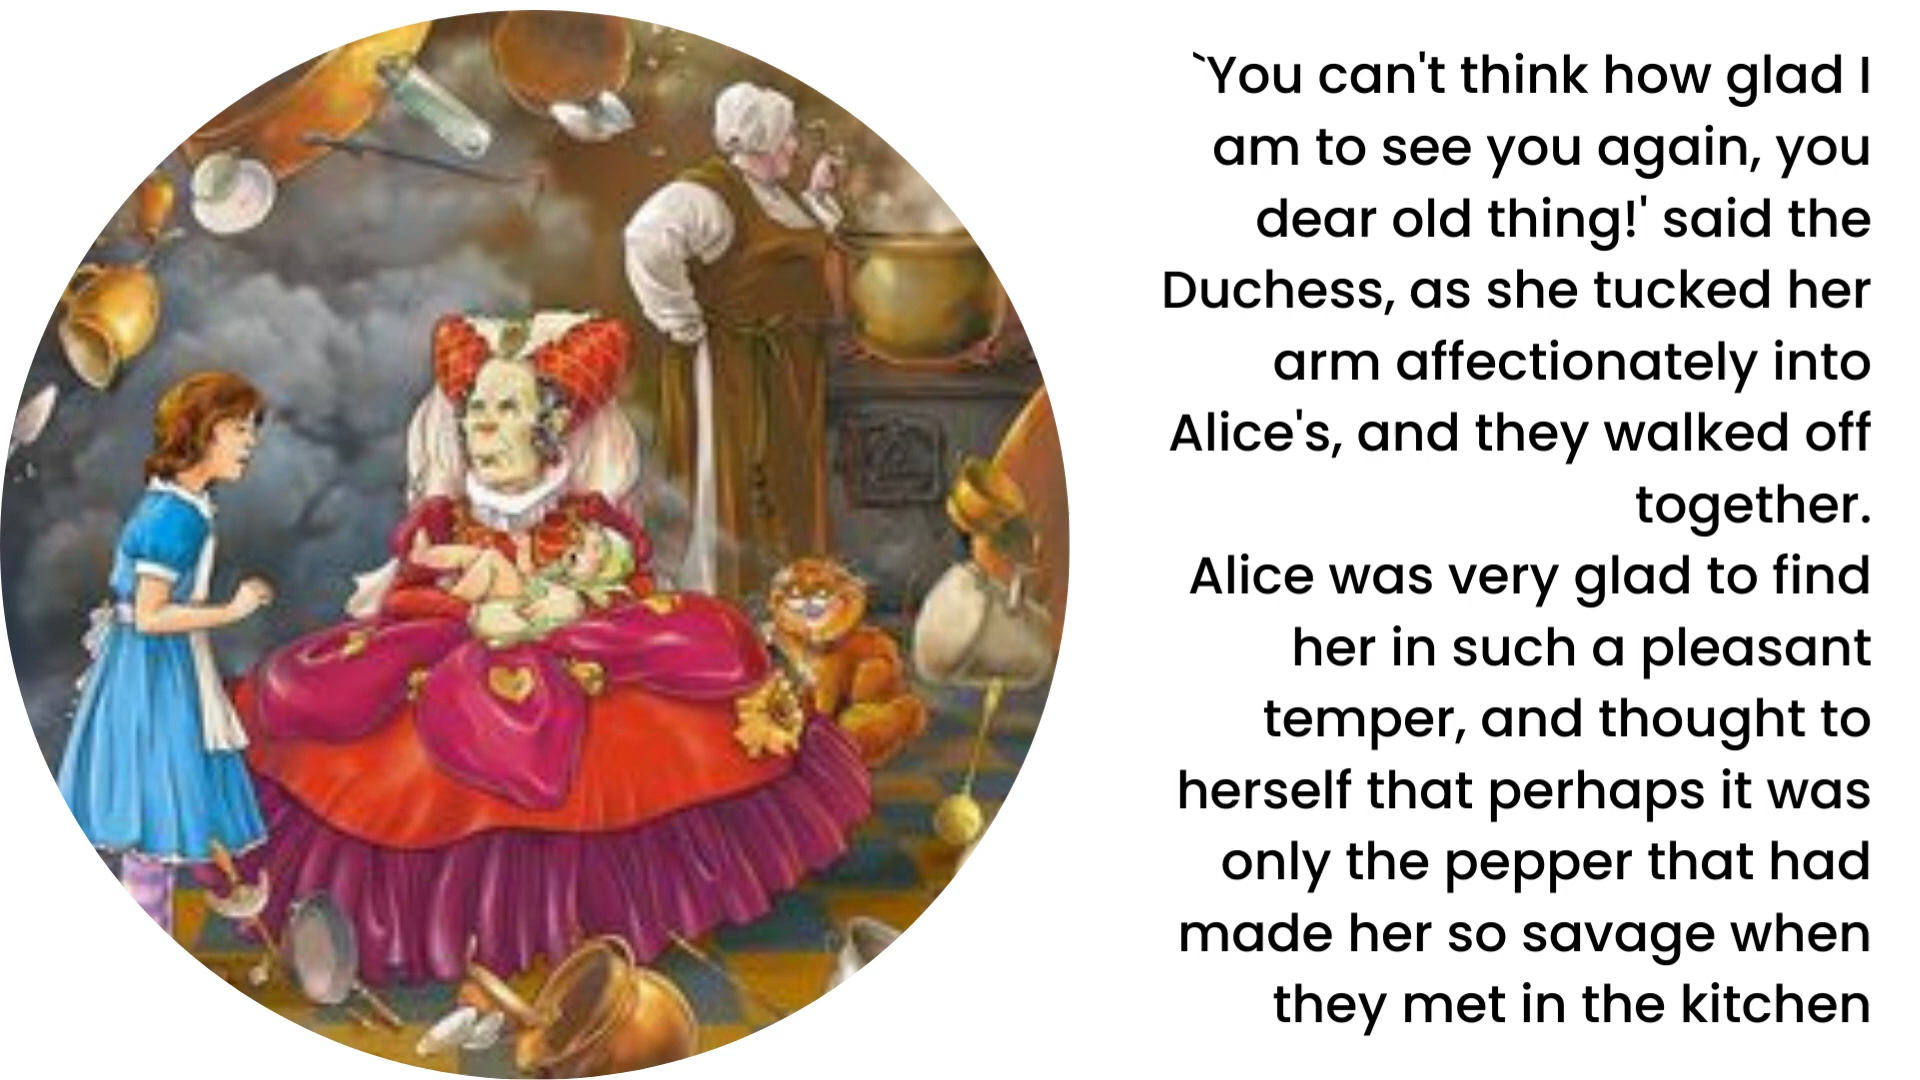 `You can't think how glad I
am to see you again, you
dear old thing!' said the
Duchess, as she tucked her
arm affectionately into
Alice's, and they walked off
together.
Alice was very glad to find
her in such a pleasant
temper, and thought to
herself that perhaps it was
only the pepper that had
made her so savage when
they met in the kitchen